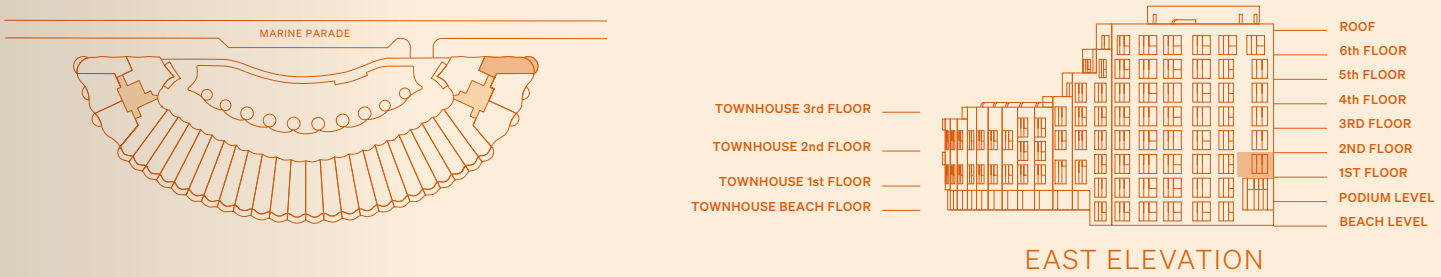 MARINE PARADE
TOWNHOUSE 3rd FLOOR
TOWNHOUSE 2nd FLOOR
TOWNHOUSE 1st FLOOR
TOWNHOUSE BEACH FLOOR
ROOF
6th FLOOR
5th FLOOR
4th FLOOR
3RD FLOOR
2ND FLOOR
1ST FLOOR
PODIUM LEVEL
BEACH LEVEL
EAST ELEVATION